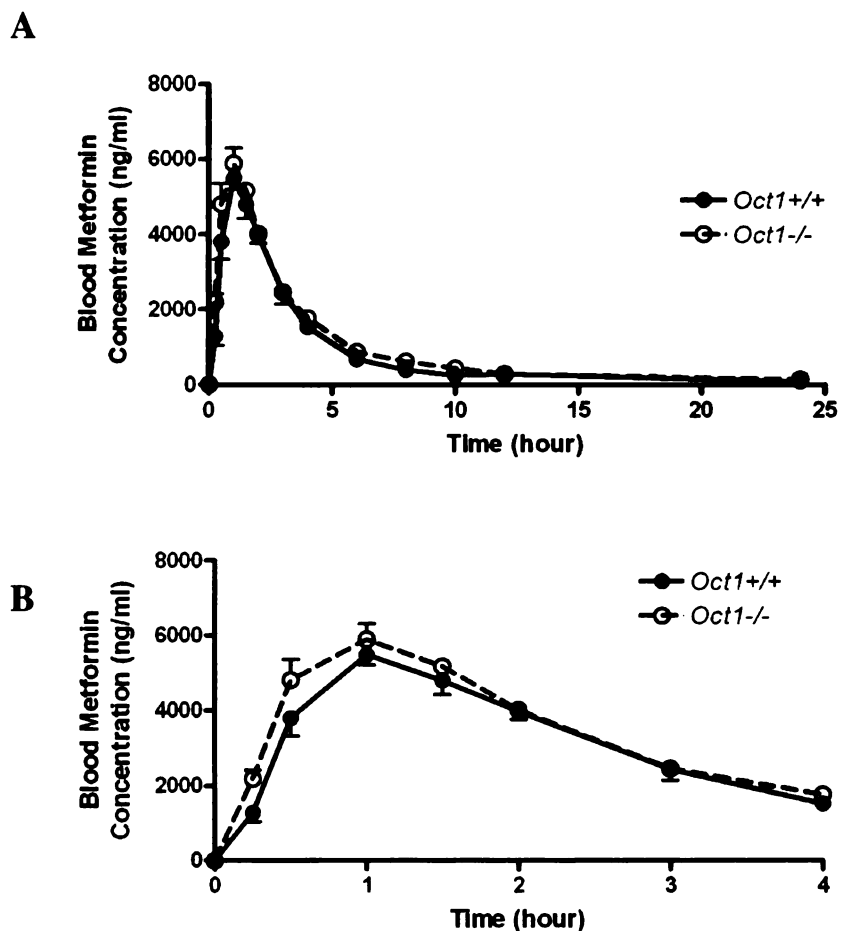 A
8000
6000
4000
2000
0
Blood Metformin
Concentration (ng/ml)
Oct1+/+
Oct1-/-
0 5 10 15 20 25
Time (hour)
B
8000
6000
4000
2000
0
Blood Metformin
Concentration (ng/ml)
Oct1+/+
Oct1-/-
0 1 2 3 4
Time (hour)